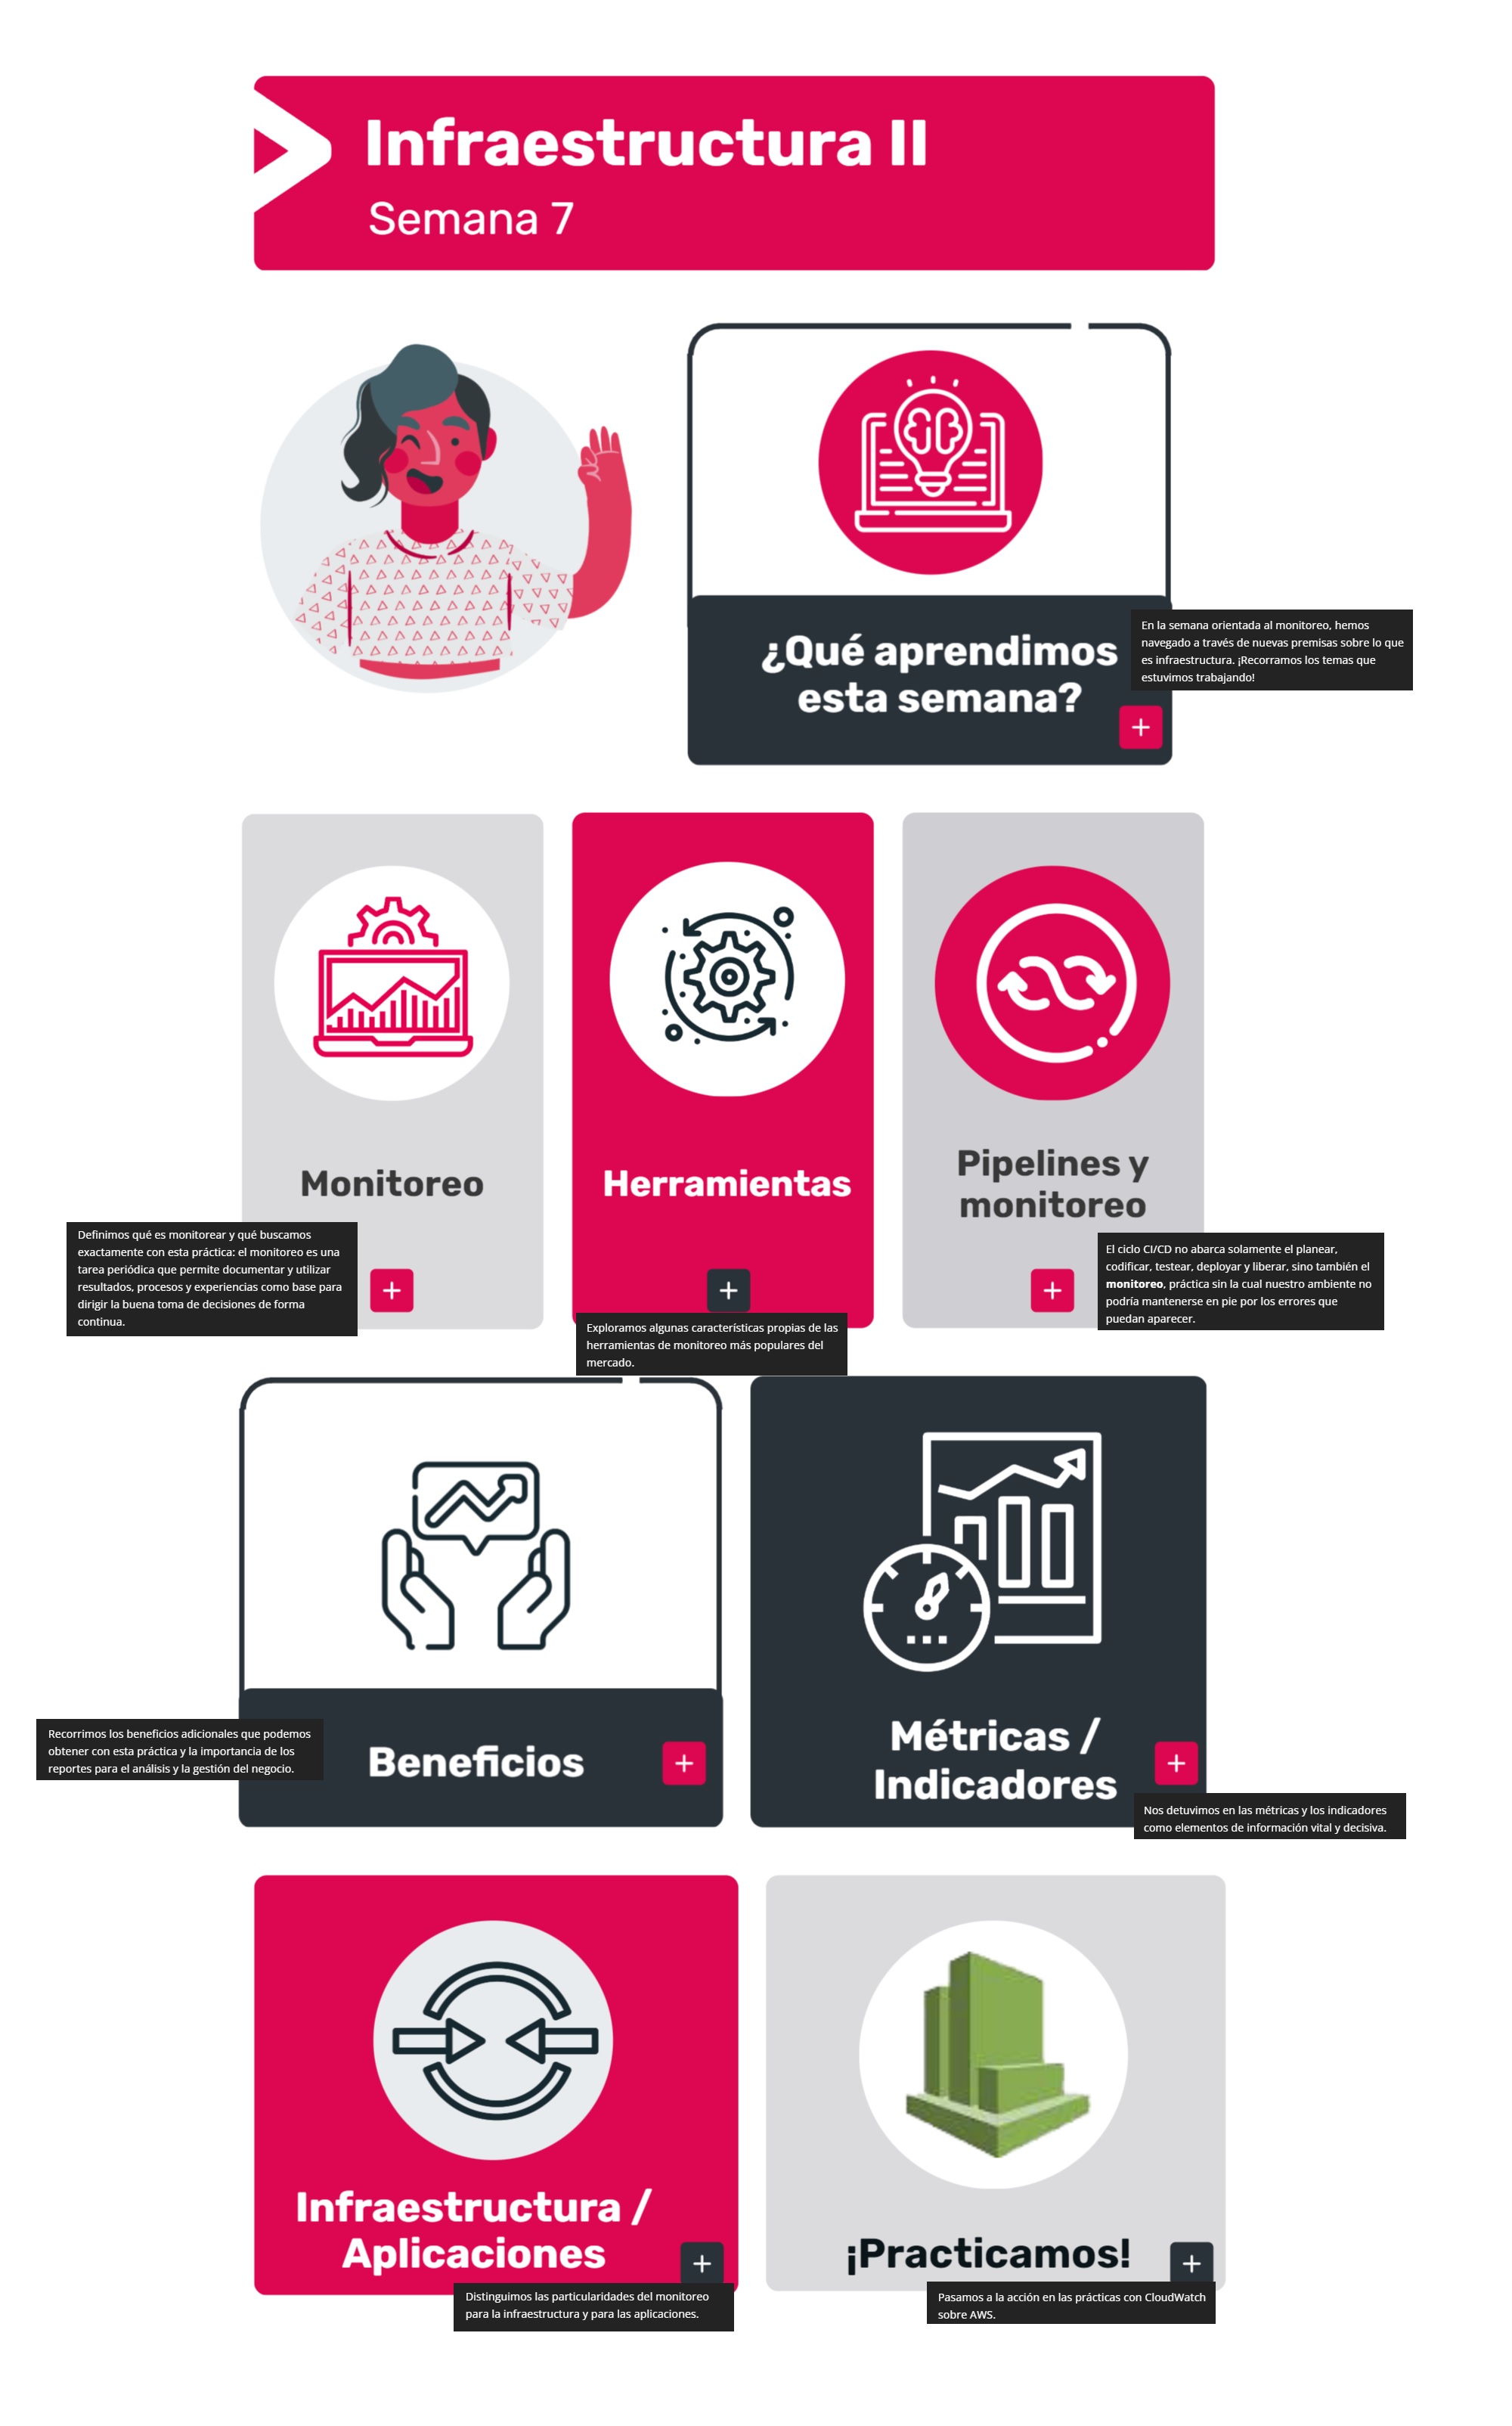 Infraestructura II
Semana 7
¿Qué aprendimos
esta semana?
En la semana orientada al monitoreo, hemos
navegado a través de nuevas premisas sobre lo que
es infraestructura. ¡Recorramos los temas que
estuvimos trabajando!
Monitoreo
Definimos qué es monitorear y qué buscamos
exactamente con esta práctica: el monitoreo es una
tarea periódica que permite documentar y utilizar
resultados, procesos y experiencias como base para
dirigir la buena toma de decisiones de forma
continua.
Herramientas
Exploramos algunas características propias de las
herramientas de monitoreo más populares del
mercado.
Pipelines y
monitoreo
El ciclo CI/CD no abarca solamente el planear,
codificar, testear, deployar y liberar, sino también el
monitoreo, práctica sin la cual nuestro ambiente no
podría mantenerse en pie por los errores que
puedan aparecer.
Beneficios
Recorrimos los beneficios adicionales que podemos
obtener con esta práctica y la importancia de los
reportes para el análisis y la gestión del negocio.
Métricas /
Indicadores
Nos detuvimos en las métricas y los indicadores
como elementos de información vital y decisiva.
Infraestructura /
Aplicaciones
Distinguimos las particularidades del monitoreo
para la infraestructura y para las aplicaciones.
¡Practicamos!
Pasamos a la acción en las prácticas con CloudWatch
sobre AWS.